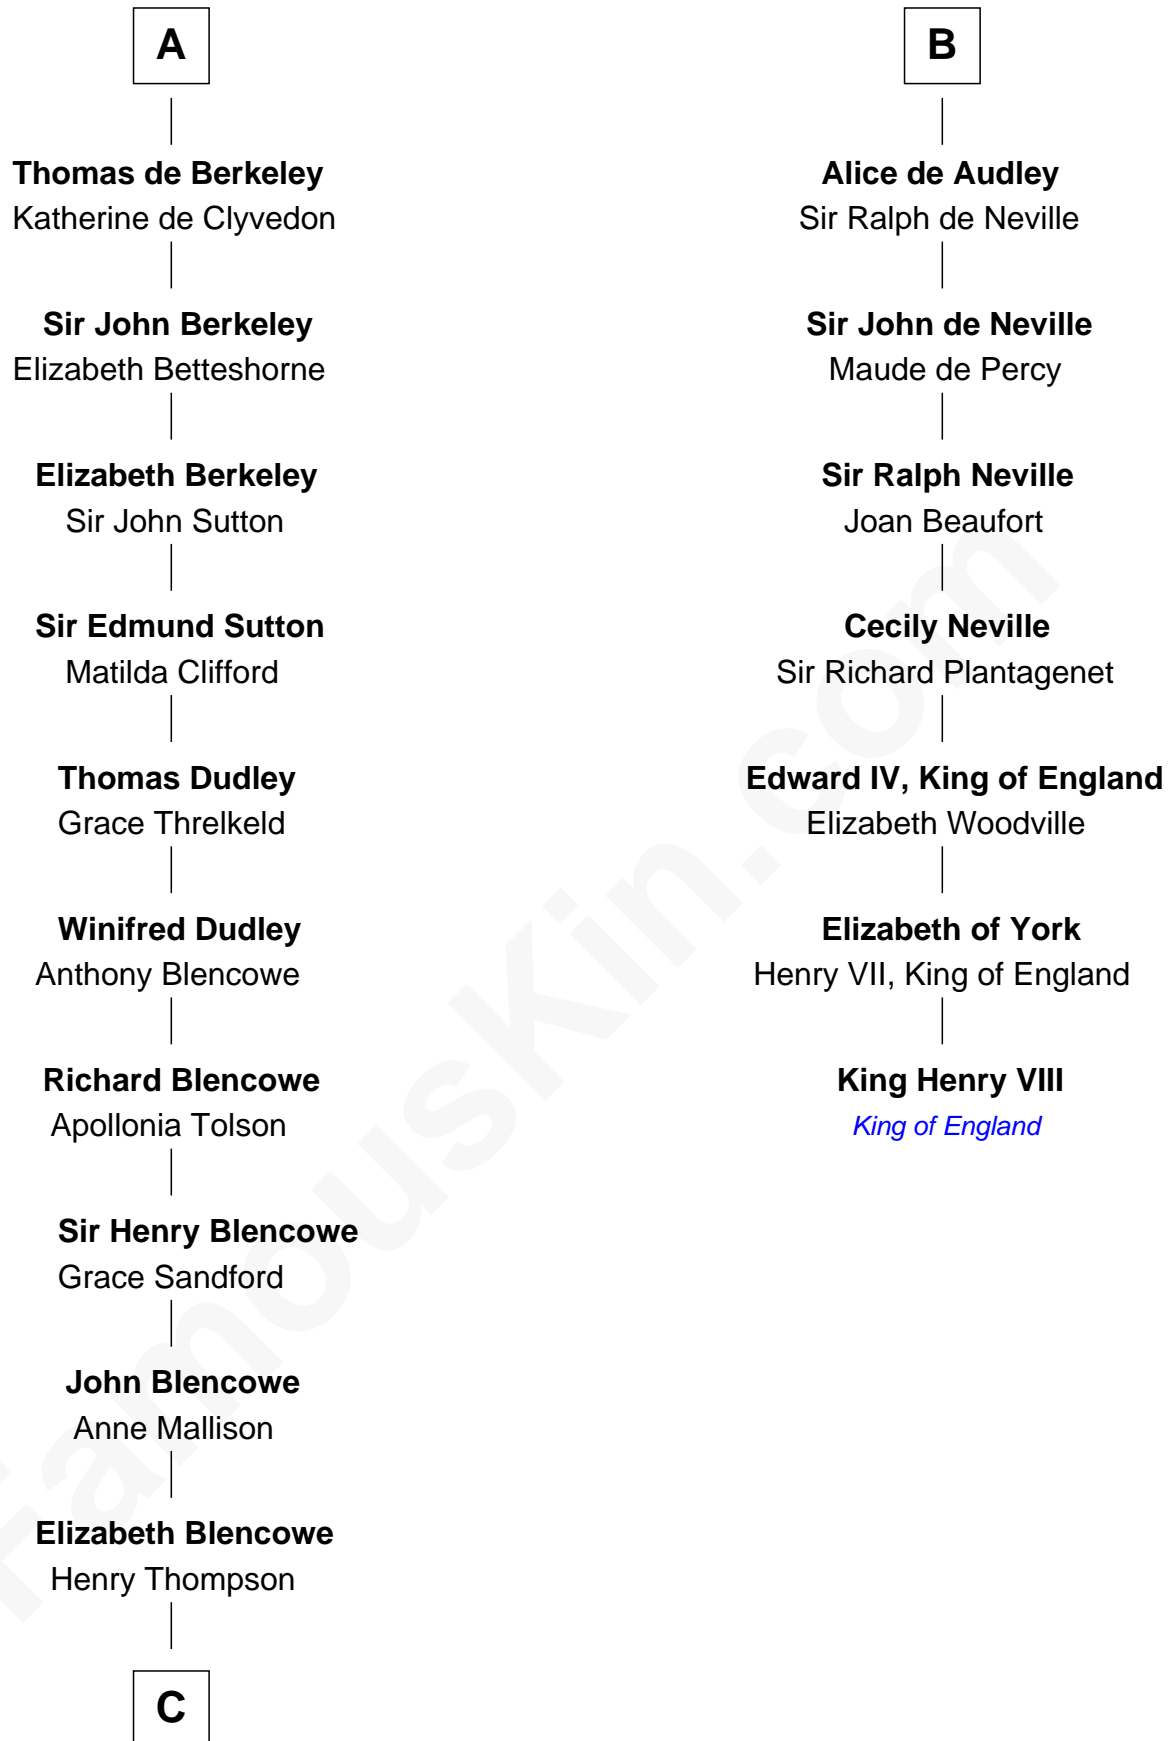 A
Thomas de Berkeley
Katherine de Clyvedon
Sir John Berkeley
Elizabeth Betteshorne
Elizabeth Berkeley
Sir John Sutton
Sir Edmund Sutton
Matilda Clifford
Thomas Dudley
Grace Threlkeld
Winifred Dudley
Anthony Blencowe
Richard Blencowe
Apollonia Tolson
Sir Henry Blencowe
Grace Sandford
John Blencowe
Anne Mallison
Elizabeth Blencowe
Henry Thompson
C
B
Alice de Audley
Sir Ralph de Neville
Sir John de Neville
Maude de Percy
Sir Ralph Neville
Joan Beaufort
Cecily Neville
Sir Richard Plantagenet
Edward IV, King of England
Elizabeth Woodville
Elizabeth of York
Henry VII, King of England
King Henry VIII
King of England
FamousKin.com